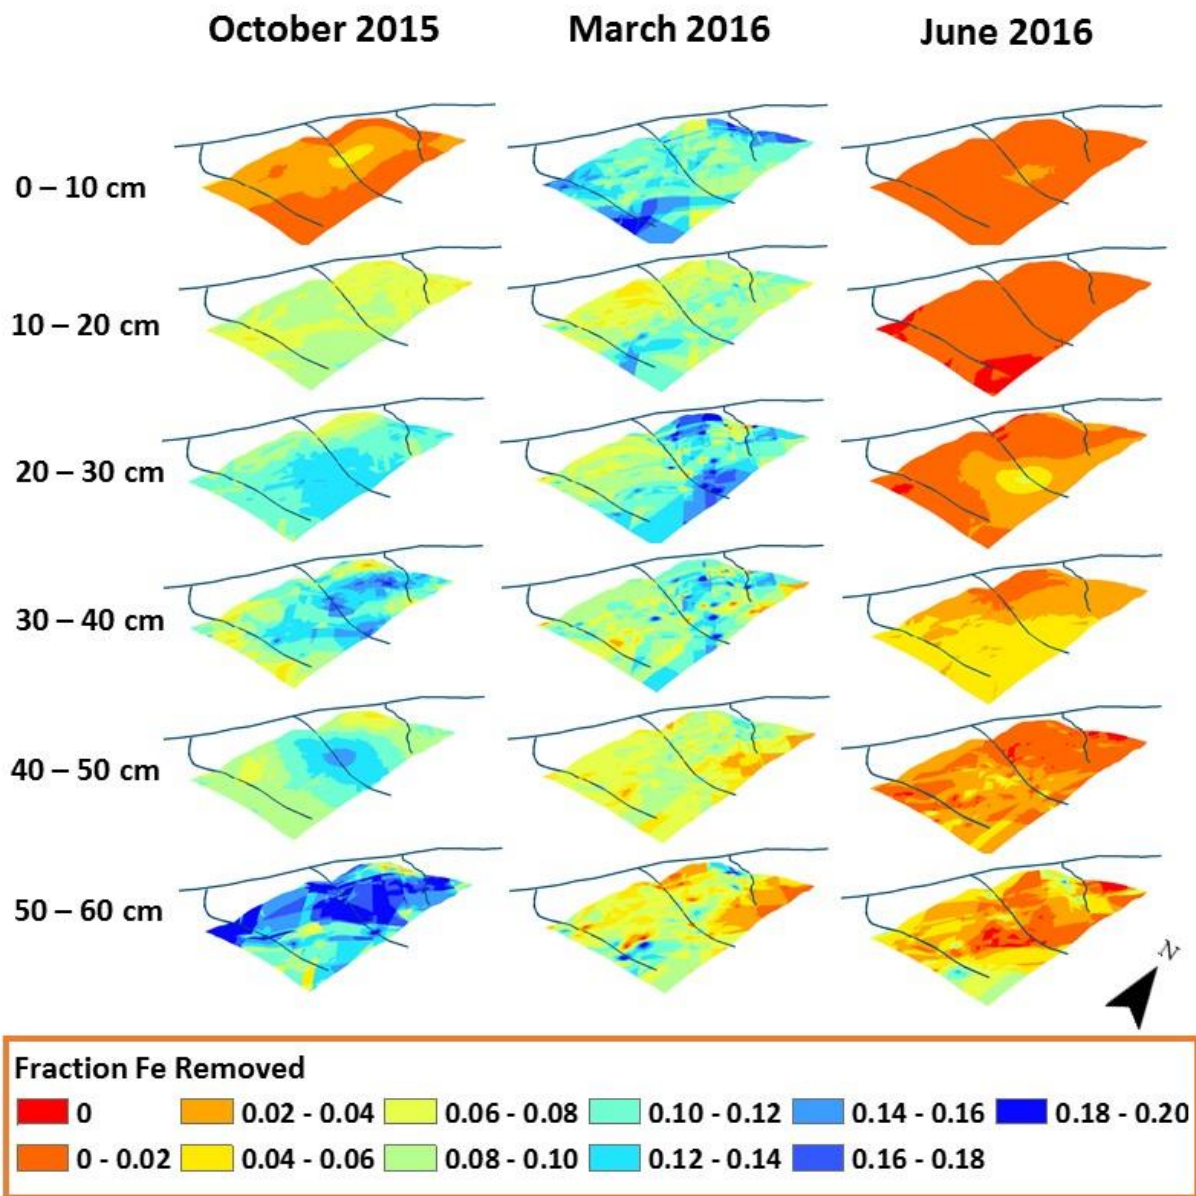 October 2015 March 2016 June 2016
0 – 10 cm
10 – 20 cm
20 – 30 cm
30 – 40 cm
40 – 50 cm
50 – 60 cm
N
Fraction Fe Removed
0 0.02 - 0.04 0.06 - 0.08 0.10 - 0.12 0.14 - 0.16 0.18 - 0.20
0 - 0.02 0.04 - 0.06 0.08 - 0.10 0.12 - 0.14 0.16 - 0.18